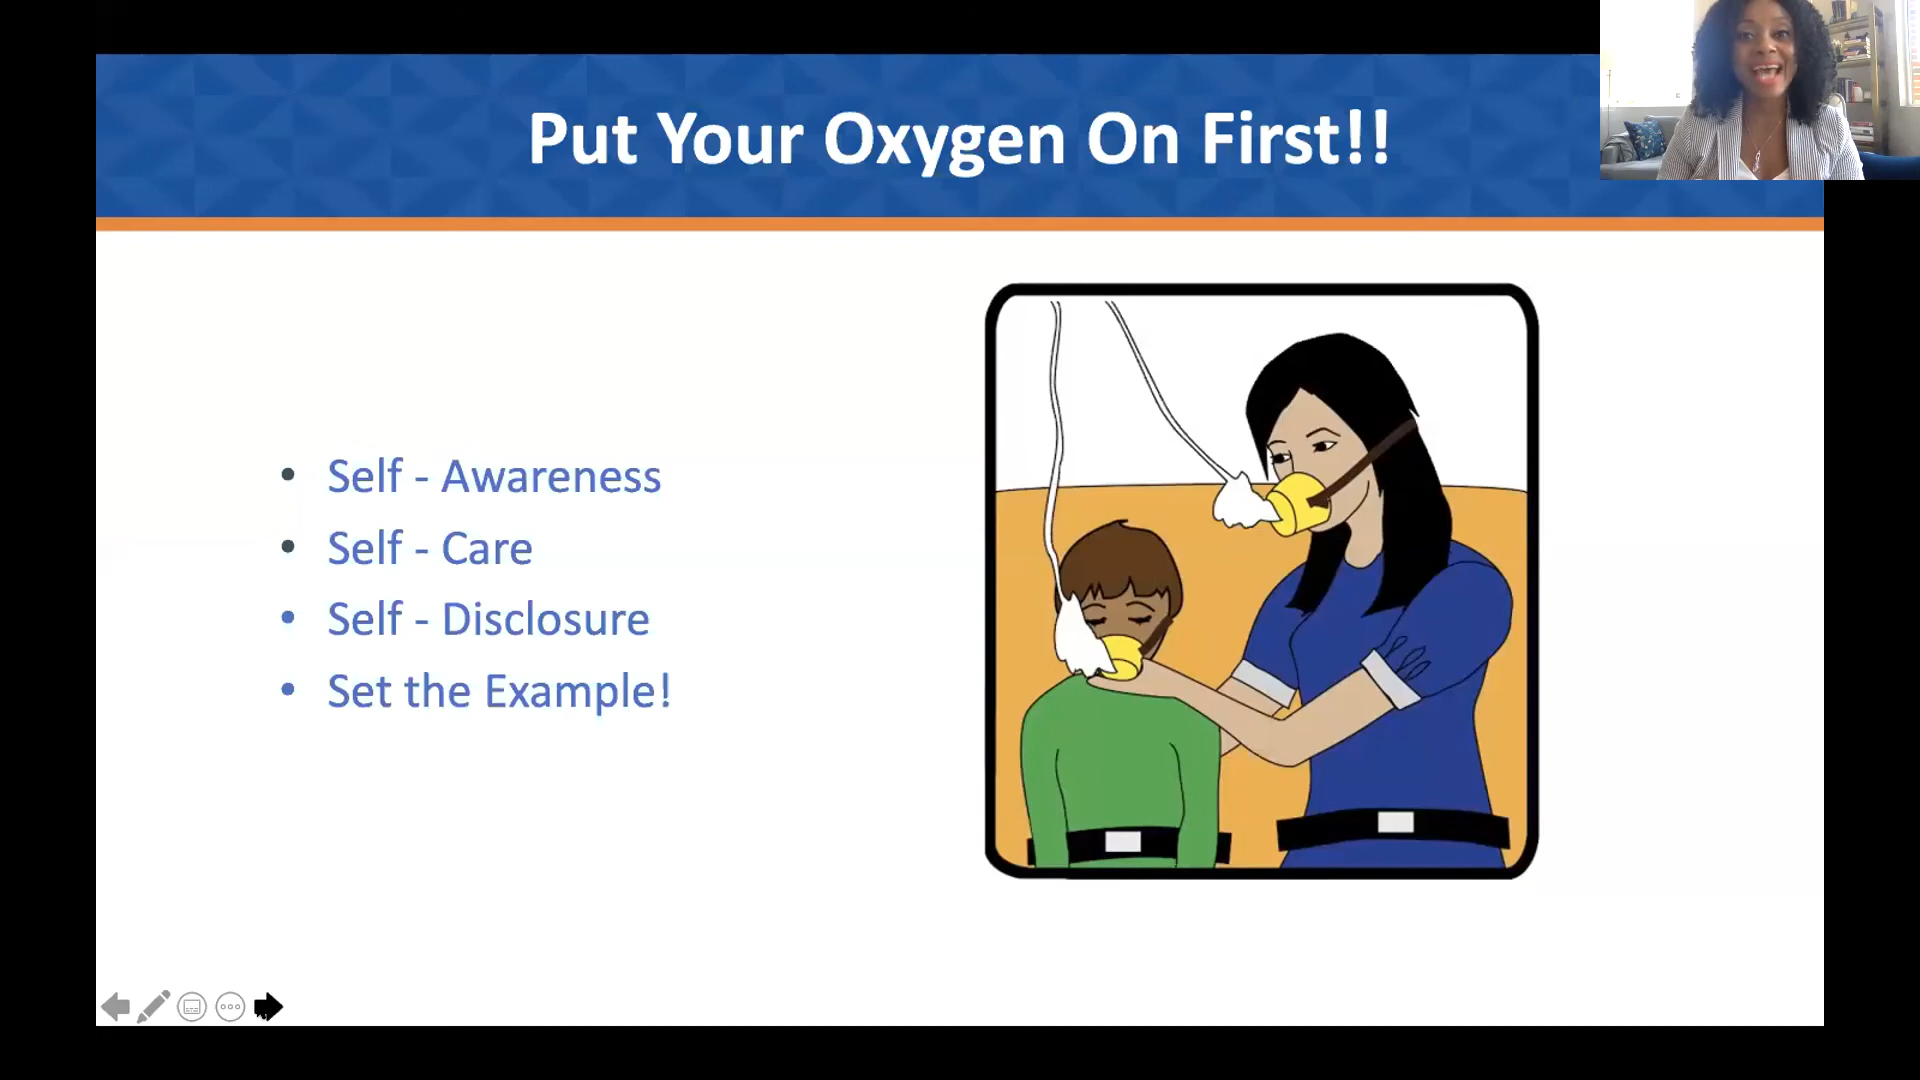 Put Your Oxygen On First!!
• Self - Awareness
• Self - Care
• Self - Disclosure
• Set the Example!